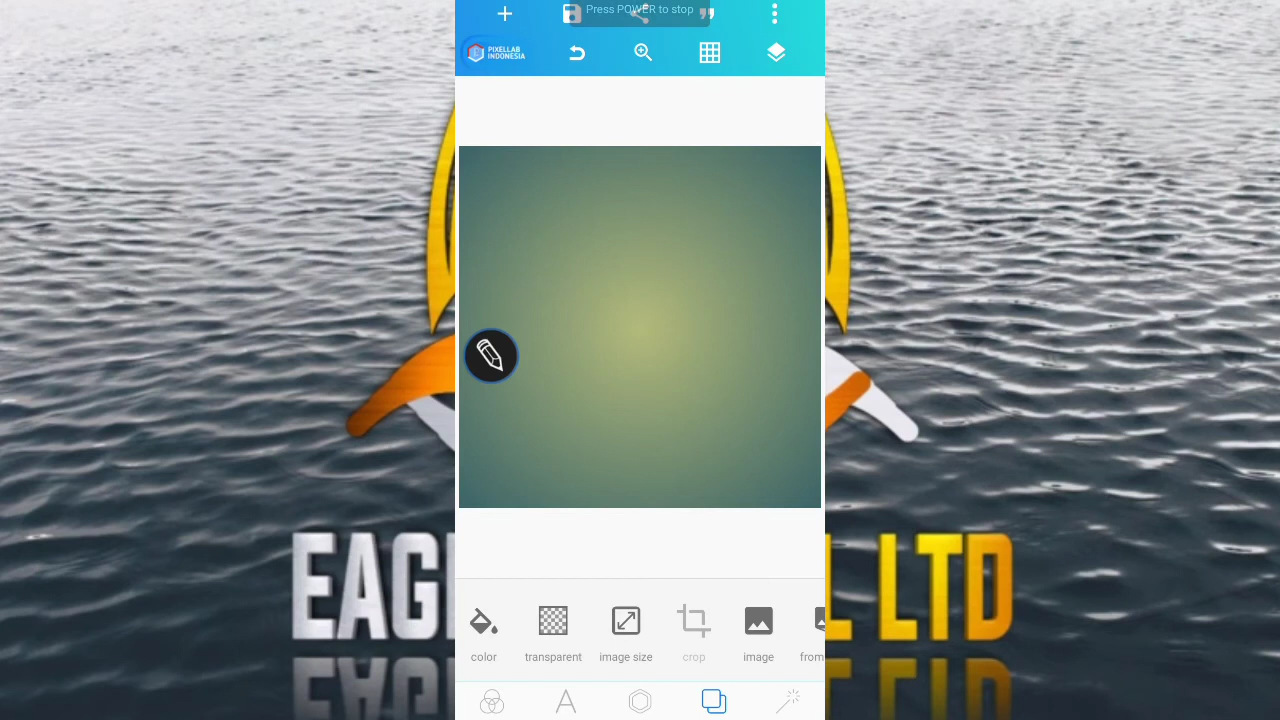 Press POWER to stop
PIXELLAB
INDONESIA
color
transparent
image size
crop
image
from
EAG
L LTD